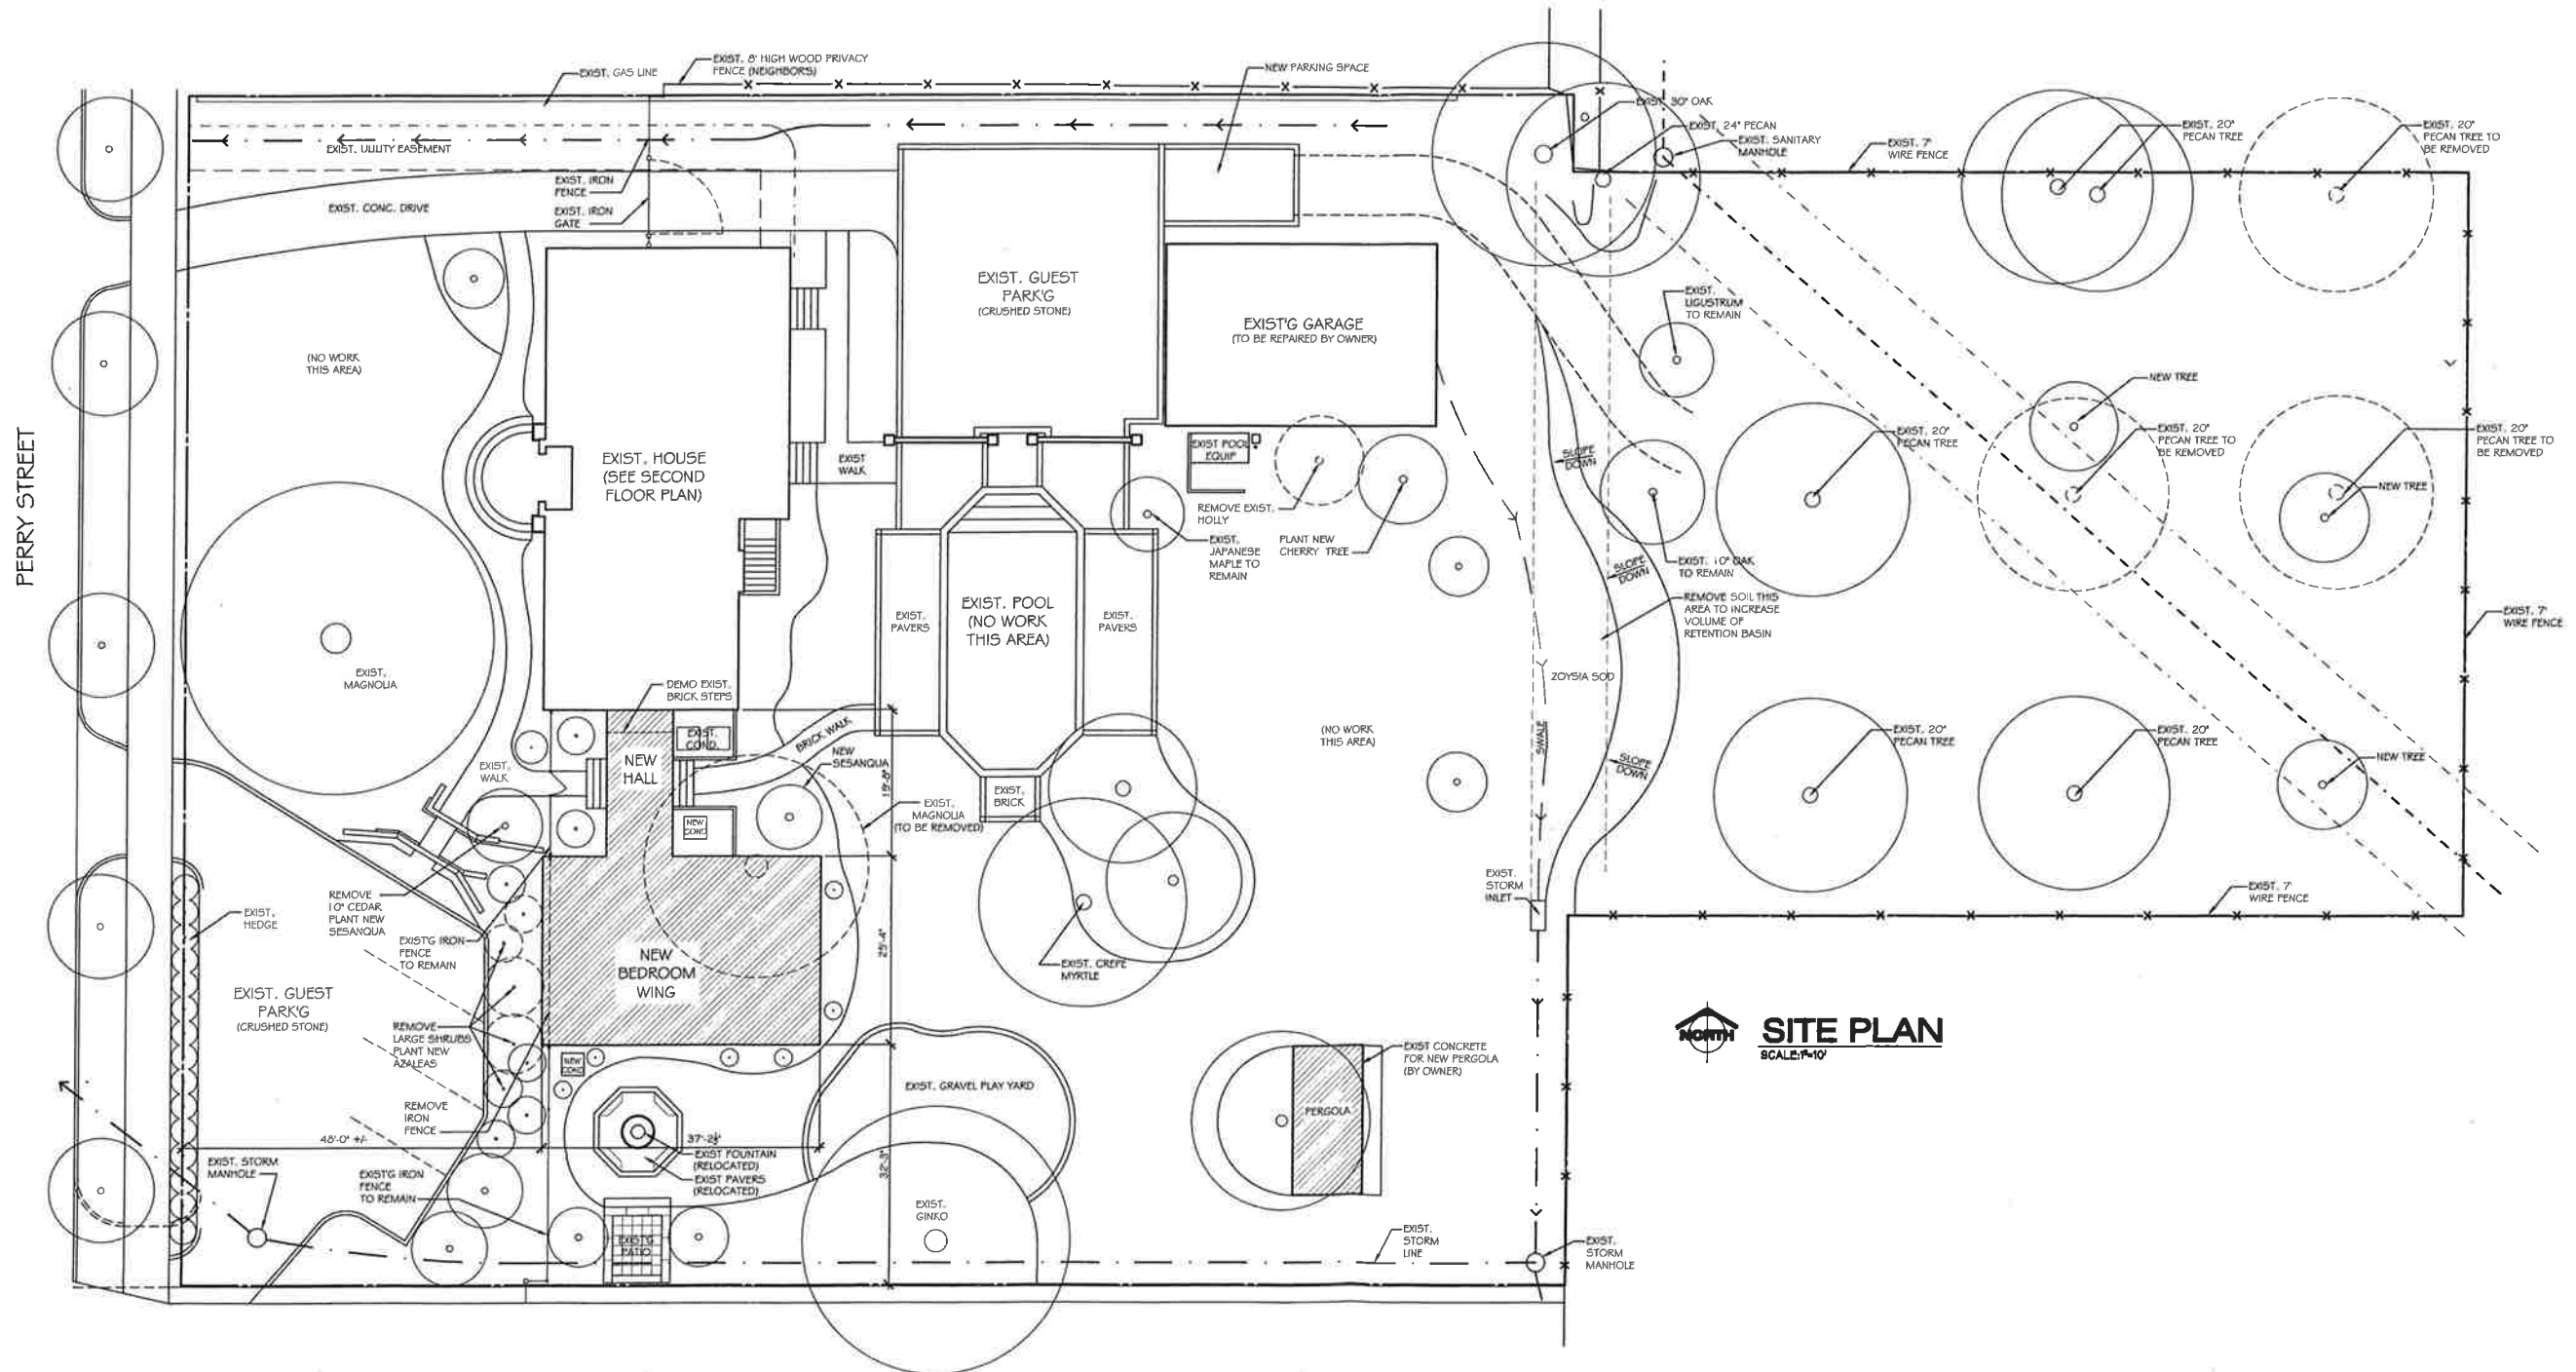 EXIST. GAS LINE
EXIST. 8' HIGH WOOD PRIVACY
FENCE (NEIGHBORS)
NEW PARKING SPACE
EXIST. 30" OAK
EXIST. 24" PECAN
EXIST. SANITARY
MANHOLE
EXIST. 7'
WIRE FENCE
EXIST. 20"
PECAN TREE
EXIST. 20"
PECAN TREE TO
BE REMOVED
EXIST. UTILITY EASEMENT
EXIST. IRON
FENCE
EXIST. IRON
GATE
EXIST. CONC. DRIVE
(NO WORK
THIS AREA)
EXIST. GUEST
PARK'G
(CRUSHED STONE)
EXIST'G GARAGE
(TO BE REPAIRED BY OWNER)
EXIST.
LIGUSTRUM
TO REMAIN
NEW TREE
EXIST. 20"
PECAN TREE
EXIST. 20"
PECAN TREE TO
BE REMOVED
EXIST. 20"
PECAN TREE TO
BE REMOVED
NEW TREE
PERRY STREET
EXIST. HOUSE
(SEE SECOND
FLOOR PLAN)
EXIST
WALK
EXIST POOL
EQUIP
REMOVE EXIST.
HOLLY
EXIST.
JAPANESE
MAPLE TO
REMAIN
PLANT NEW
CHERRY TREE
SLOPE
DOWN
SLOPE
DOWN
EXIST. 10" OAK
TO REMAIN
REMOVE SOIL THIS
AREA TO INCREASE
VOLUME OF
RETENTION BASIN
EXIST. 7'
WIRE FENCE
EXIST.
PAVERS
EXIST. POOL
(NO WORK
THIS AREA)
EXIST.
PAVERS
EXIST.
MAGNOLIA
ZOYSIA SOD
DEMO EXIST.
BRICK STEPS
EXIST.
COND.
BRICK WALK
NEW
SESANQUA
NEW
HALL
EXIST.
WALK
19'-8"
EXIST.
BRICK
(NO WORK
THIS AREA)
SWALE
SLOPE
DOWN
EXIST. 20"
PECAN TREE
EXIST. 20"
PECAN TREE
NEW TREE
NEW
COND
EXIST.
MAGNOLIA
(TO BE REMOVED)
EXIST.
HEDGE
REMOVE
10" CEDAR
PLANT NEW
SESANQUA
EXIST'G IRON
FENCE
TO REMAIN
NEW
BEDROOM
WING
25'-4"
EXIST. CREPE
MYRTLE
EXIST.
STORM
INLET
EXIST. 7'
WIRE FENCE
EXIST. GUEST
PARK'G
(CRUSHED STONE)
REMOVE
LARGE SHRUBS
PLANT NEW
AZALEAS
REMOVE
IRON
FENCE
NEW
COND
EXIST. GRAVEL PLAY YARD
EXIST CONCRETE
FOR NEW PERGOLA
(BY OWNER)
PERGOLA
NORTH
SITE PLAN
SCALE:1"=10'
48'-0" +/-
37'-2½"
32'-3"
EXIST FOUNTAIN
(RELOCATED)
EXIST PAVERS
(RELOCATED)
EXIST. STORM
MANHOLE
EXIST'G IRON
FENCE
TO REMAIN
EXIST'G
PATIO
EXIST.
GINKO
EXIST.
STORM
LINE
EXIST.
STORM
MANHOLE